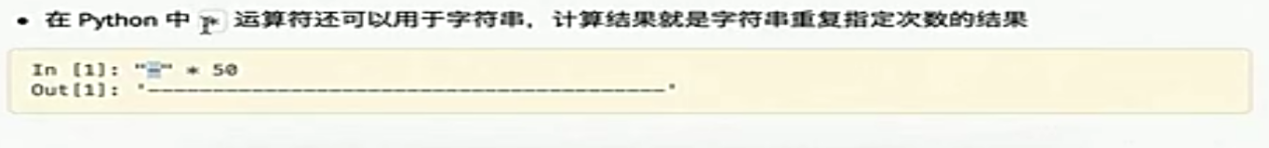 • 在 Python 中 * 运算符还可以用于字符串，计算结果就是字符串重复指定次数的结果
In [1]: "-" * 50
Out[1]: '--------------------------------------------------'